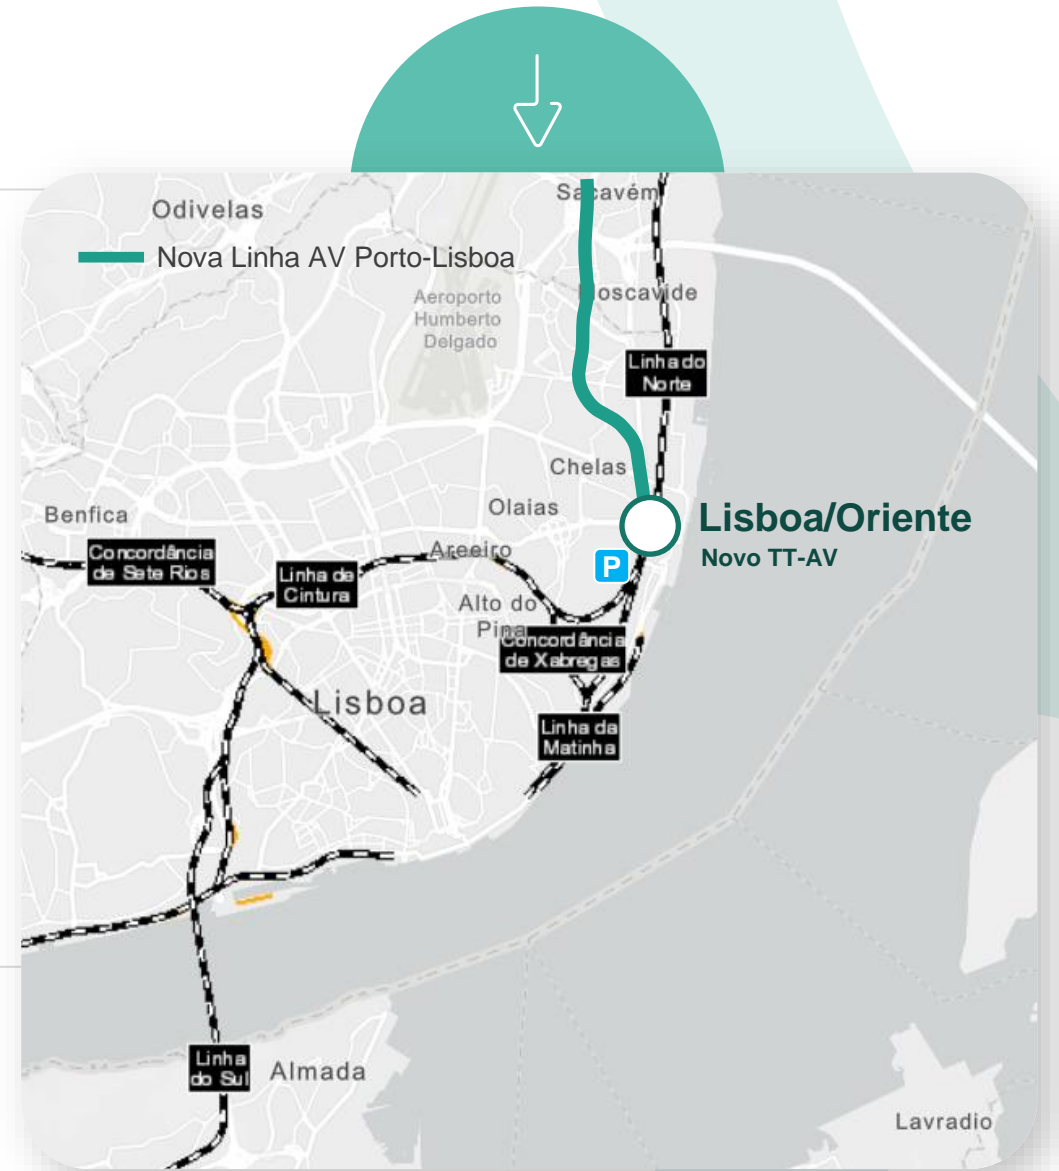 Sacavém
Odivelas
Nova Linha AV Porto-Lisboa
Aeroporto
Humberto
Delgado
Moscavide
Linha do
Norte
Chelas
Olaias
Benfica
Lisboa/Oriente
Novo TT-AV
Areeiro
Concordância
de Sete Rios
P
Linha de
Cintura
Alto do
Pina
Concordância
de Xabregas
Lisboa
Linha da
Matinha
Linha
do Sul
Almada
Lavradio